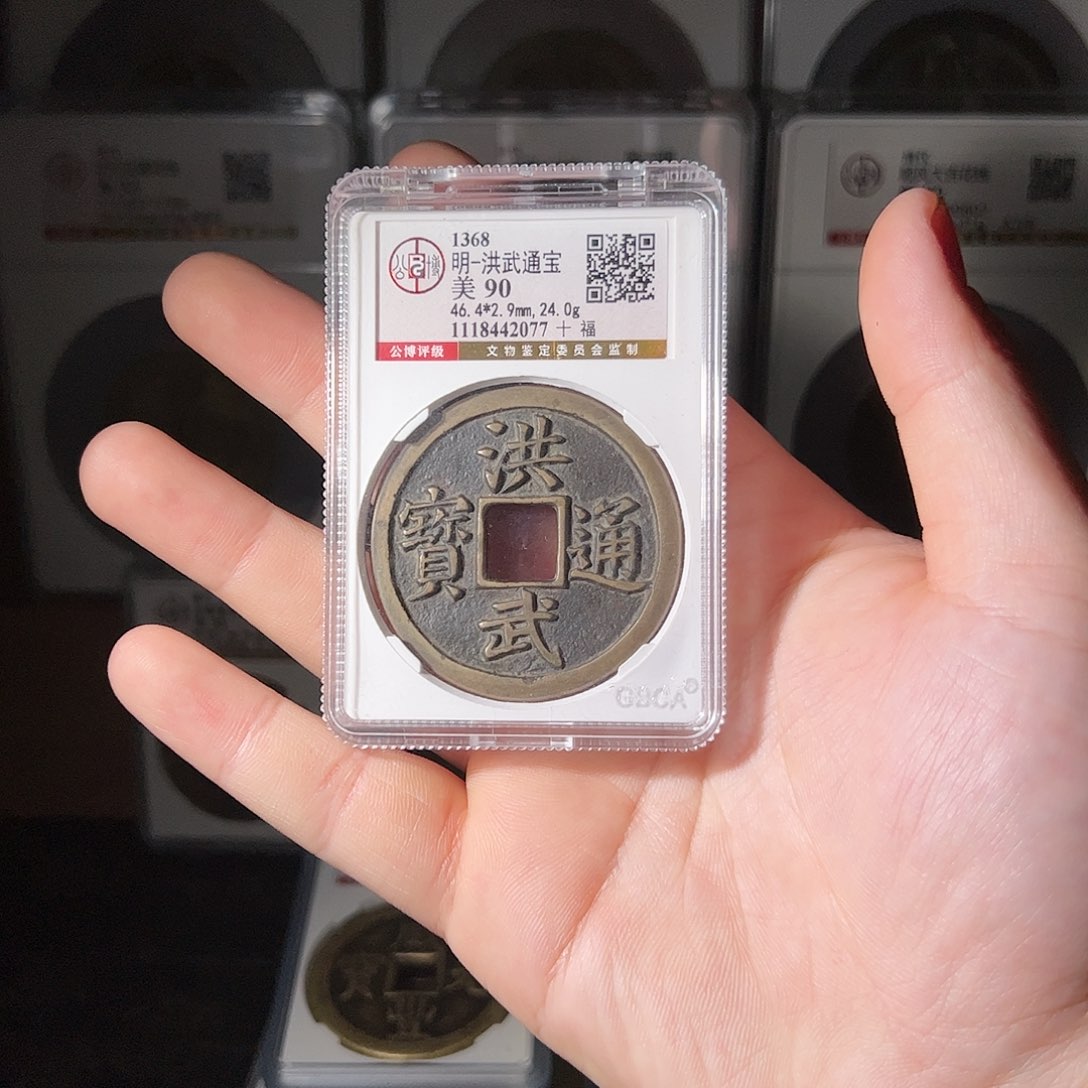 1368
明-洪武通宝
美 90
46.4*2.9mm,24.0g
1118442077 十 福
公博评级 文物鉴定委员会监制
洪
寶 通
武
GBCA